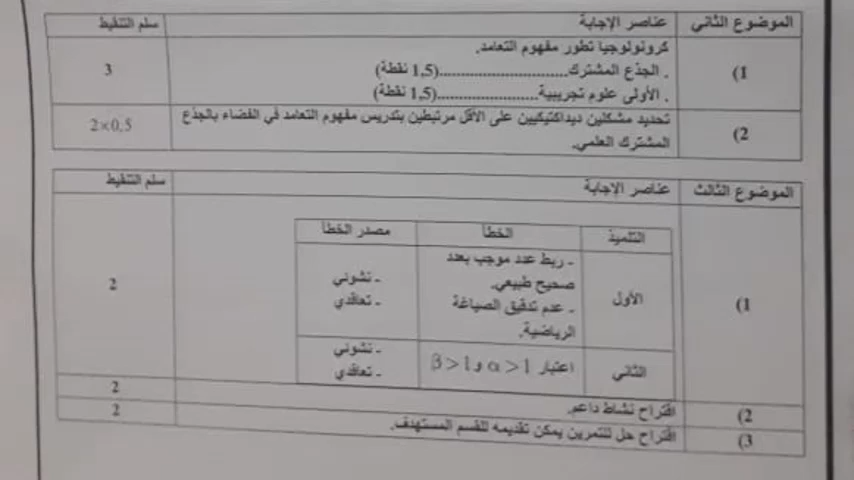 الموضوع الثاني عناصر الإجابة سلم التنقيط
كرونولوجيا تطور مفهوم التعامد.
1) . الجذع المشترك..............................(1,5 نقطة) 3
. الأولى علوم تجريبية........................(1,5 نقطة)
2) تحديد مشكلين ديداكتيكيين على الأقل مرتبطين بتدريس مفهوم التعامد في الفضاء بالجذع 2×0,5
المشترك العلمي.
الموضوع الثالث عناصر الإجابة سلم التنقيط
التلميذ الخطأ مصدر الخطأ
- ربط عدد موجب بعدد
صحيح طبيعي. - نشوئي
1) الأول - عدم تدقيق الصياغة - تعاقدي 2
الرياضية.
الثاني اعتبار α>1 و β>1 - نشوئي
- تعاقدي
2) اقتراح نشاط داعم. 2
3) اقتراح حل للتمرين يمكن تقديمه للقسم المستهدف. 2